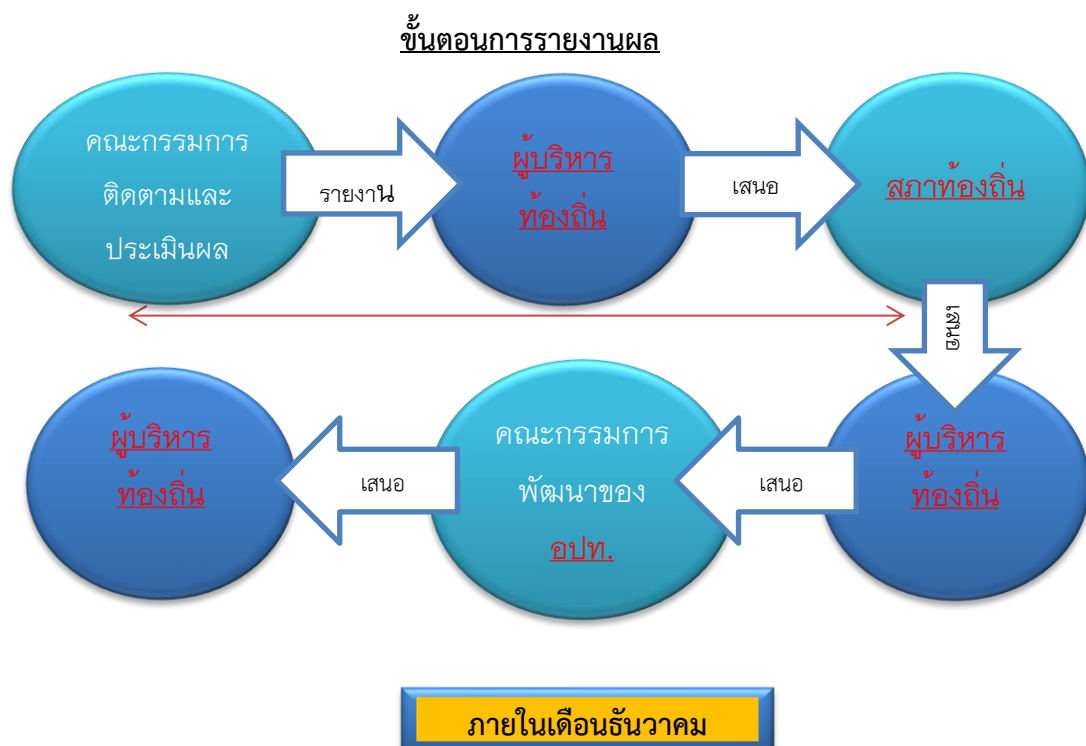 ขั้นตอนการรายงานผล
คณะกรรมการ
ติดตามและ
ประเมินผล
รายงาน
ผู้บริหาร
ท้องถิ่น
เสนอ
สภาท้องถิ่น
เสนอ
ผู้บริหาร
ท้องถิ่น
เสนอ
คณะกรรมการ
พัฒนาของ
อปท.
เสนอ
ผู้บริหาร
ท้องถิ่น
ภายในเดือนธันวาคม